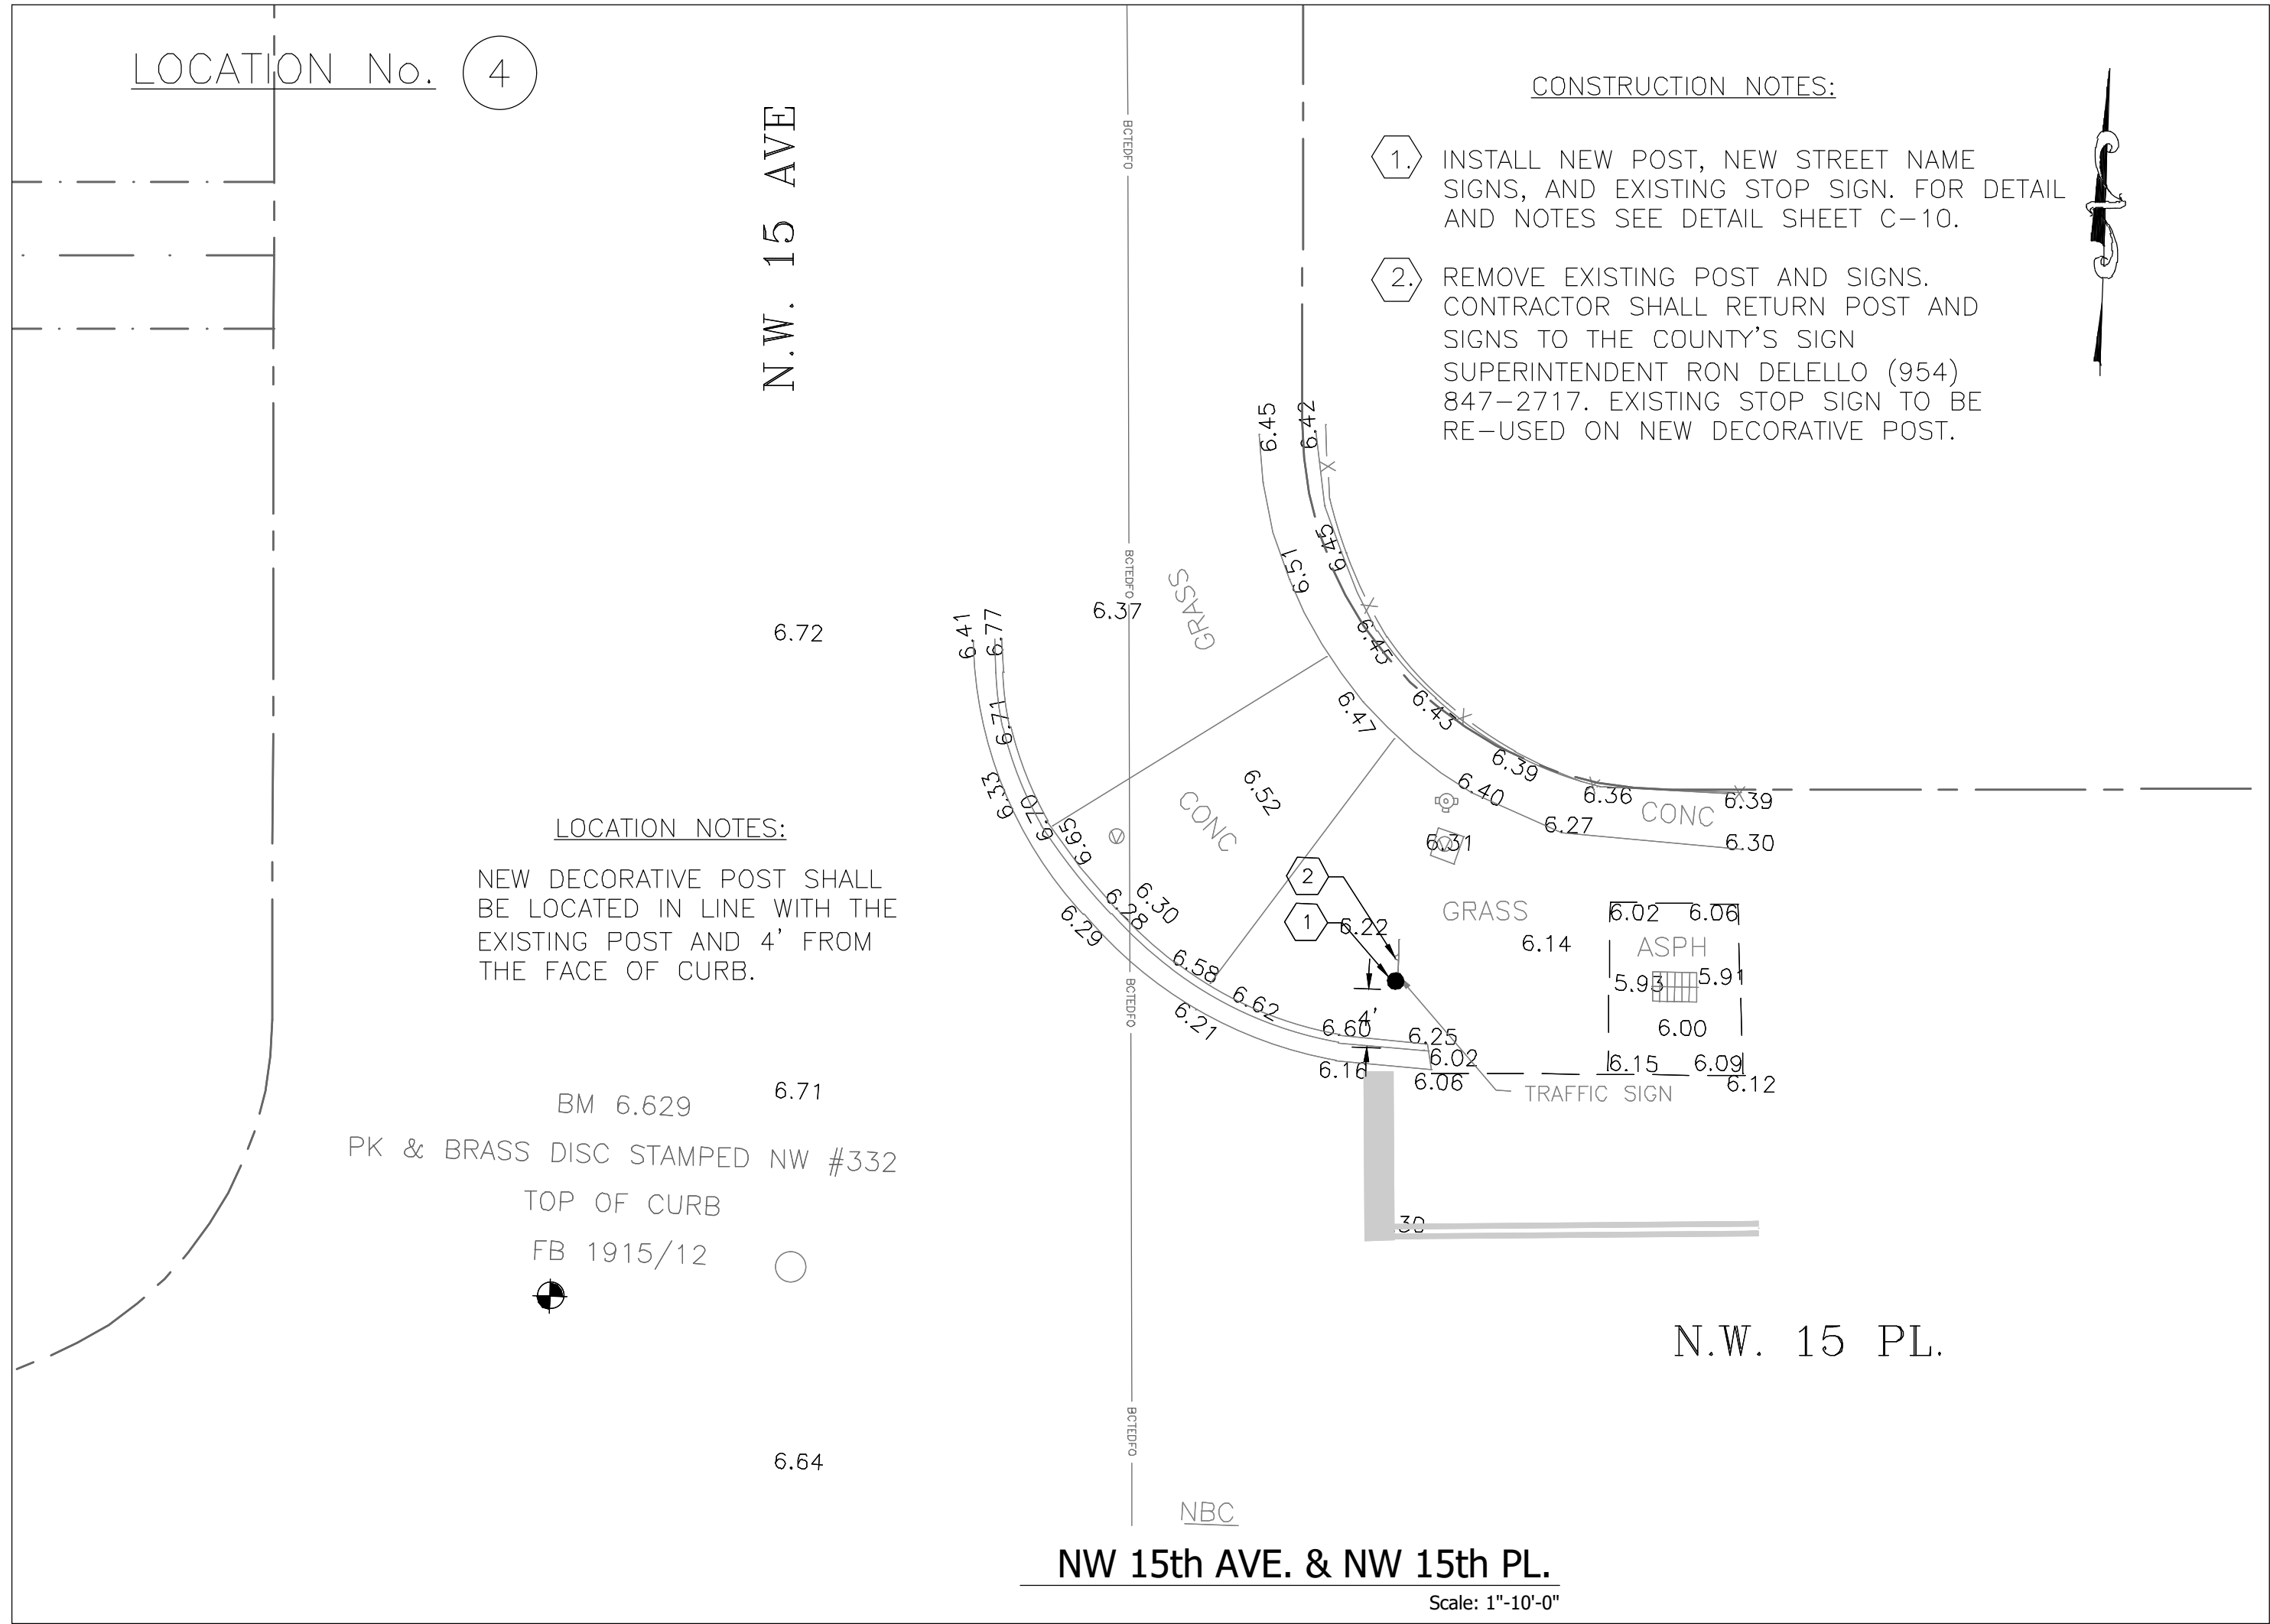 LOCATION No. 4
N.W. 15 AVE
CONSTRUCTION NOTES:
1. INSTALL NEW POST, NEW STREET NAME
SIGNS, AND EXISTING STOP SIGN. FOR DETAIL
AND NOTES SEE DETAIL SHEET C-10.
2. REMOVE EXISTING POST AND SIGNS.
CONTRACTOR SHALL RETURN POST AND
SIGNS TO THE COUNTY'S SIGN
SUPERINTENDENT RON DELELLO (954)
847-2717. EXISTING STOP SIGN TO BE
RE-USED ON NEW DECORATIVE POST.
BCTEDFO
6.45
6.42
X
6.51
6.45
BCTEDFO
GRASS
6.37
X
6.41
6.77
6.72
6.45
6.71
6.47
6.43
X
6.39
6.33
6.70
6.65
6.52
CONC
6.40
X
6.36
X
6.39
CONC
6.27
6.30
6.31
LOCATION NOTES:
NEW DECORATIVE POST SHALL
BE LOCATED IN LINE WITH THE
EXISTING POST AND 4' FROM
THE FACE OF CURB.
2
1
6.22
GRASS
6.14
6.02
6.06
ASPH
5.93
5.91
6.00
6.15
6.09
6.12
6.30
6.28
6.29
6.58
6.62
6.21
BCTEDFO
4'
6.60
6.25
6.02
6.16
6.06
TRAFFIC SIGN
6.71
BM 6.629
PK & BRASS DISC STAMPED NW #332
TOP OF CURB
FB 1915/12
30
N.W. 15 PL.
BCTEDFO
6.64
NBC
NW 15th AVE. & NW 15th PL.
Scale: 1"-10'-0"